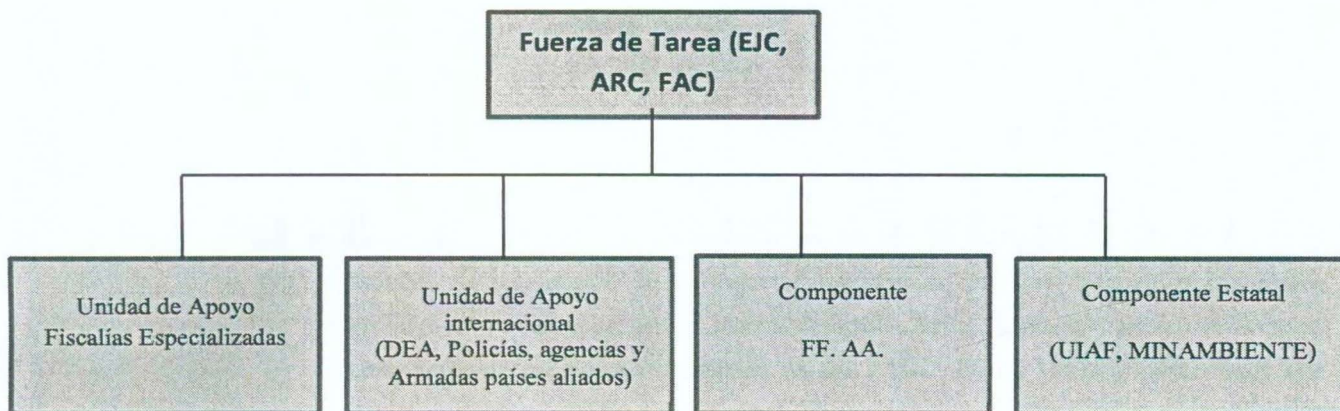 Fuerza de Tarea (EJC,
ARC, FAC)
Unidad de Apoyo
Fiscalías Especializadas
Unidad de Apoyo
internacional
(DEA, Policías, agencias y
Armadas países aliados)
Componente
FF. AA.
Componente Estatal
(UIAF, MINAMBIENTE)